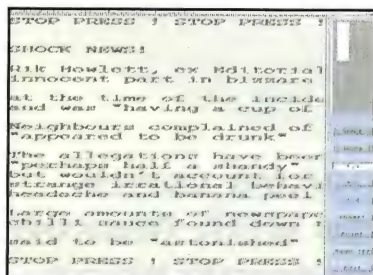 STOP PRESS ! STOP PRESS !
SHOCK NEWS!
Rik Howlett, ex Editorial
innocent part in bizzare
at the time of the incide
and was "having a cup of
Neighbours complained of
"appeared to be drunk"
The allegations have been
"perhaps half a shandy"
but wouldn't account for
strange irrational behavi
headache and banana peel
Large amounts of newspape
chilli sauce found down t
said to be "astonished"
STOP PRESS ! STOP PRESS !